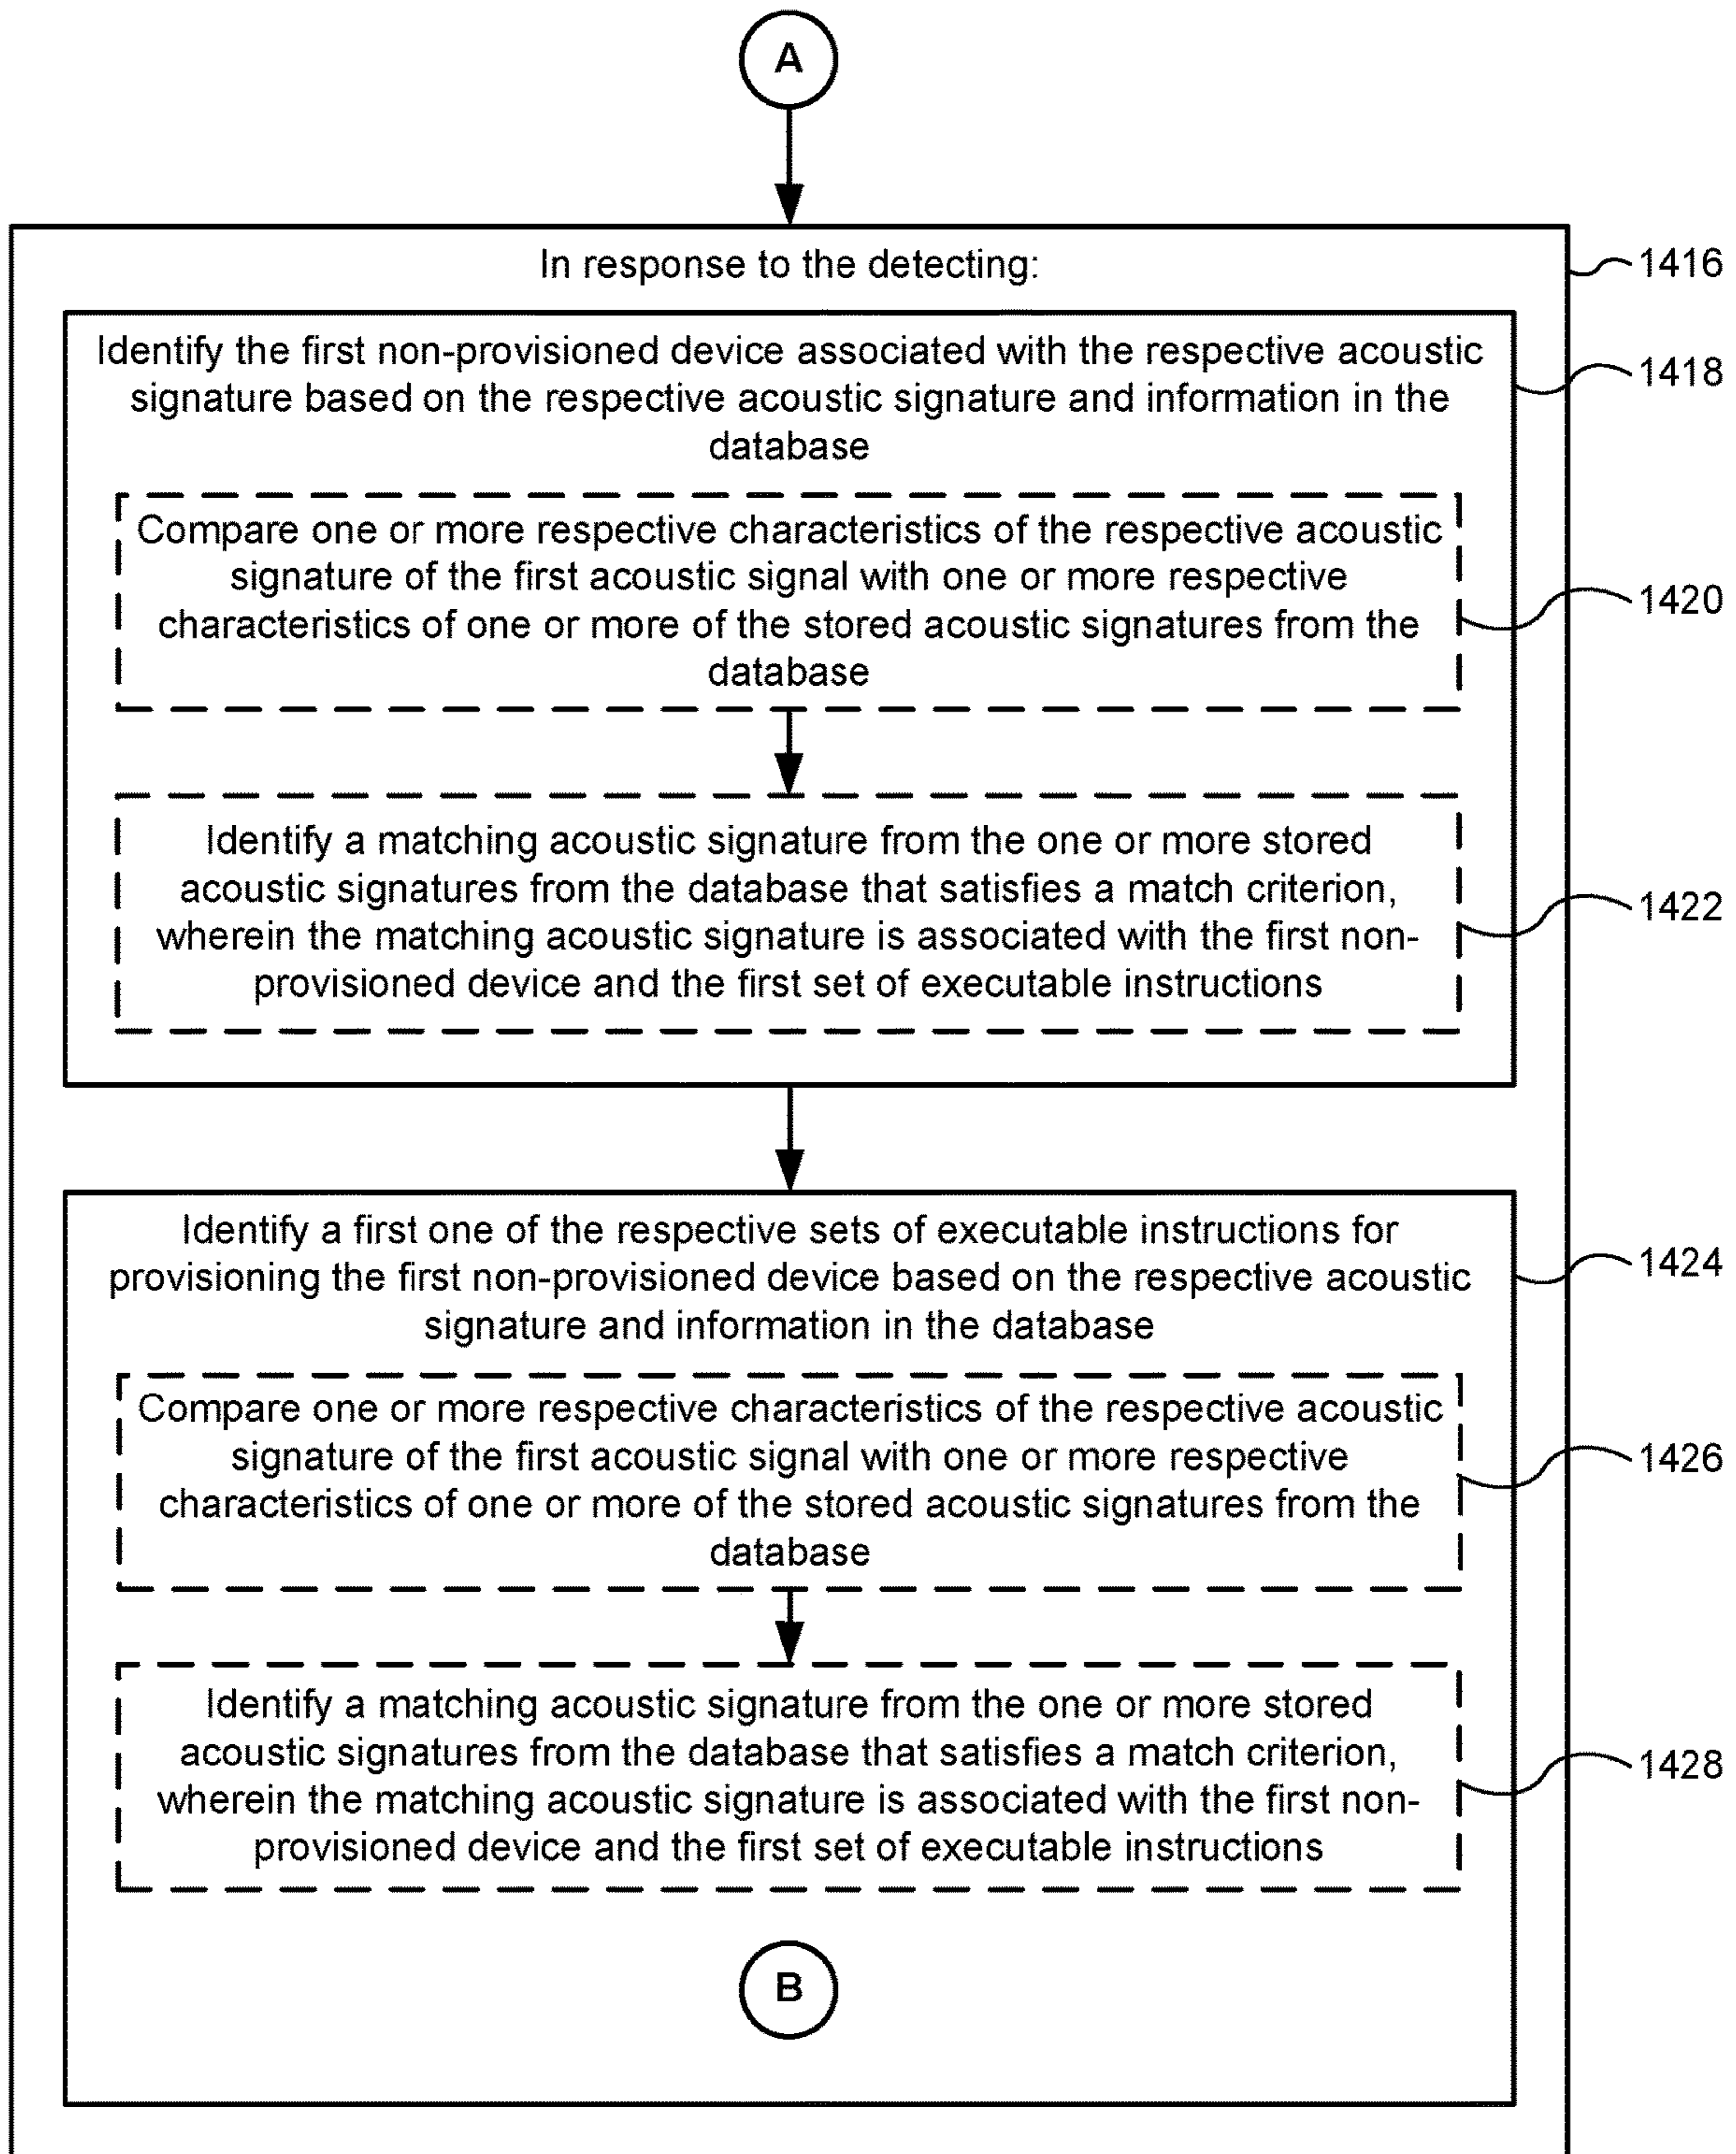 A
In response to the detecting:
1416
Identify the first non-provisioned device associated with the respective acoustic
signature based on the respective acoustic signature and information in the
database
1418
Compare one or more respective characteristics of the respective acoustic
signature of the first acoustic signal with one or more respective
characteristics of one or more of the stored acoustic signatures from the
database
1420
Identify a matching acoustic signature from the one or more stored
acoustic signatures from the database that satisfies a match criterion,
wherein the matching acoustic signature is associated with the first non-
provisioned device and the first set of executable instructions
1422
Identify a first one of the respective sets of executable instructions for
provisioning the first non-provisioned device based on the respective acoustic
signature and information in the database
1424
Compare one or more respective characteristics of the respective acoustic
signature of the first acoustic signal with one or more respective
characteristics of one or more of the stored acoustic signatures from the
database
1426
Identify a matching acoustic signature from the one or more stored
acoustic signatures from the database that satisfies a match criterion,
wherein the matching acoustic signature is associated with the first non-
provisioned device and the first set of executable instructions
1428
B